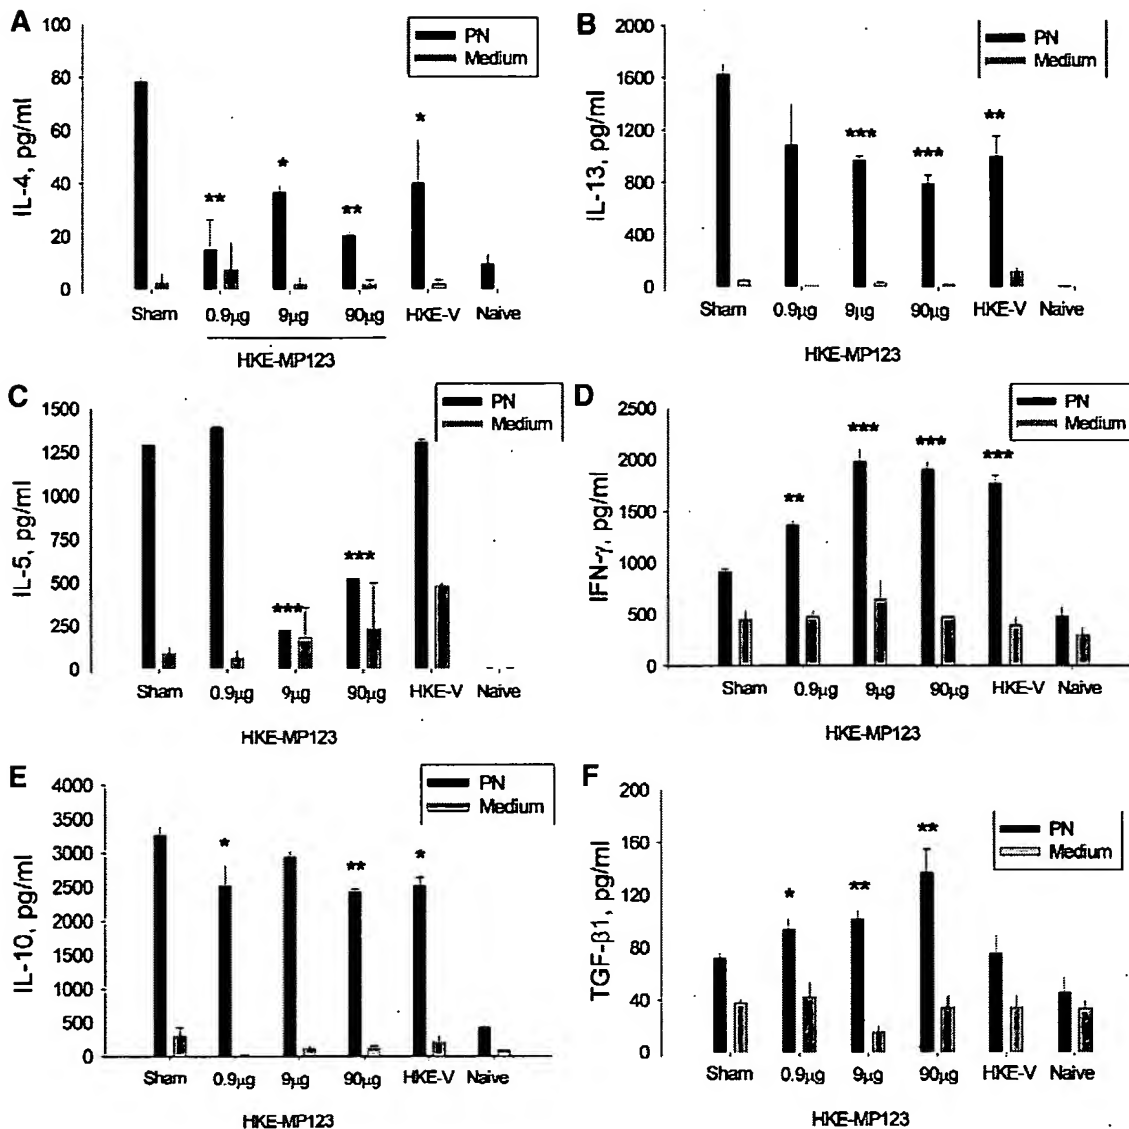 A
100
80
60
40
20
0
IL-4, pg/ml
PN
Medium
**
*
**
*
Sham 0.9µg 9µg 90µg HKE-V Naive
HKE-MP123
B
2000
1600
1200
800
400
0
IL-13, pg/ml
PN
Medium
***
***
**
Sham 0.9µg 9µg 90µg HKE-V Naive
HKE-MP123
C
1500
1250
1000
750
500
250
0
IL-5, pg/ml
PN
Medium
***
***
Sham 0.9µg 9µg 90µg HKE-V Naive
HKE-MP123
D
2500
2000
1500
1000
500
0
IFN-γ, pg/ml
PN
Medium
**
***
***
***
Sham 0.9µg 9µg 90µg HKE-V Naive
HKE-MP123
E
4000
3500
3000
2500
2000
1500
1000
500
0
IL-10, pg/ml
PN
Medium
*
**
*
Sham 0.9µg 9µg 90µg HKE-V Naive
HKE-MP123
F
200
160
120
80
40
0
TGF-β1, pg/ml
PN
Medium
*
**
**
Sham 0.9µg 9µg 90µg HKE-V Naive
HKE-MP123